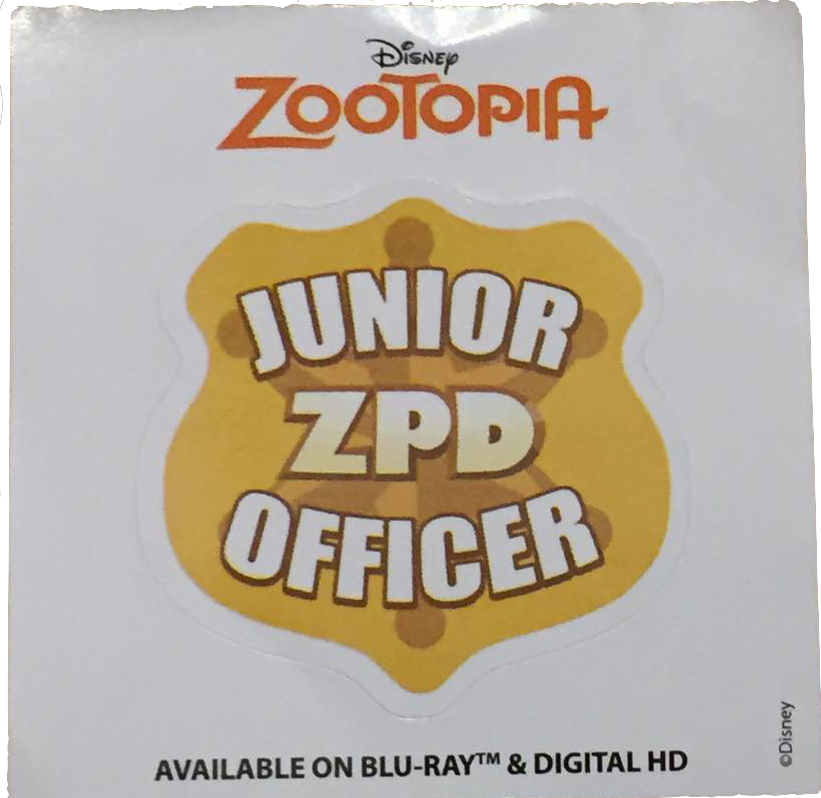 Disney
ZOOTOPIA
JUNIOR
ZPD
OFFICER
AVAILABLE ON BLU-RAY™ & DIGITAL HD
©Disney